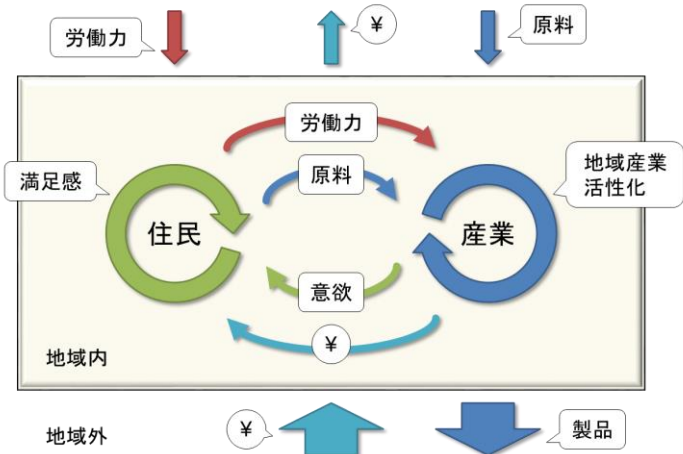 労働力
¥
原料
労働力
満足感
原料
地域産業
活性化
住民
産業
意欲
¥
地域内
地域外
¥
製品